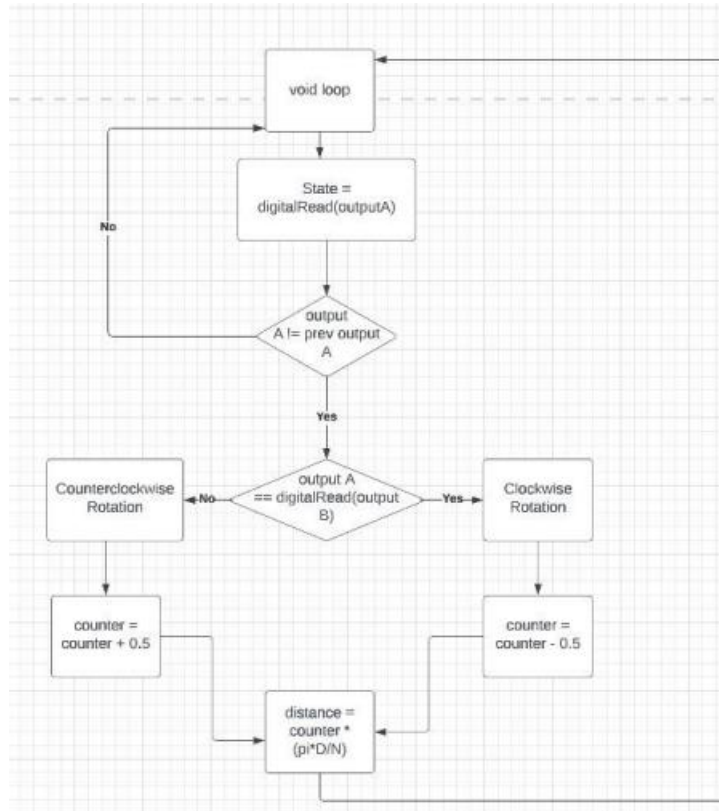 void loop
State =
digitalRead(outputA)
No
output
A != prev output
A
Yes
Counterclockwise
Rotation
No
output A
== digitalRead(output
B)
Yes
Clockwise
Rotation
counter =
counter + 0.5
counter =
counter - 0.5
distance =
counter *
(pi*D/N)